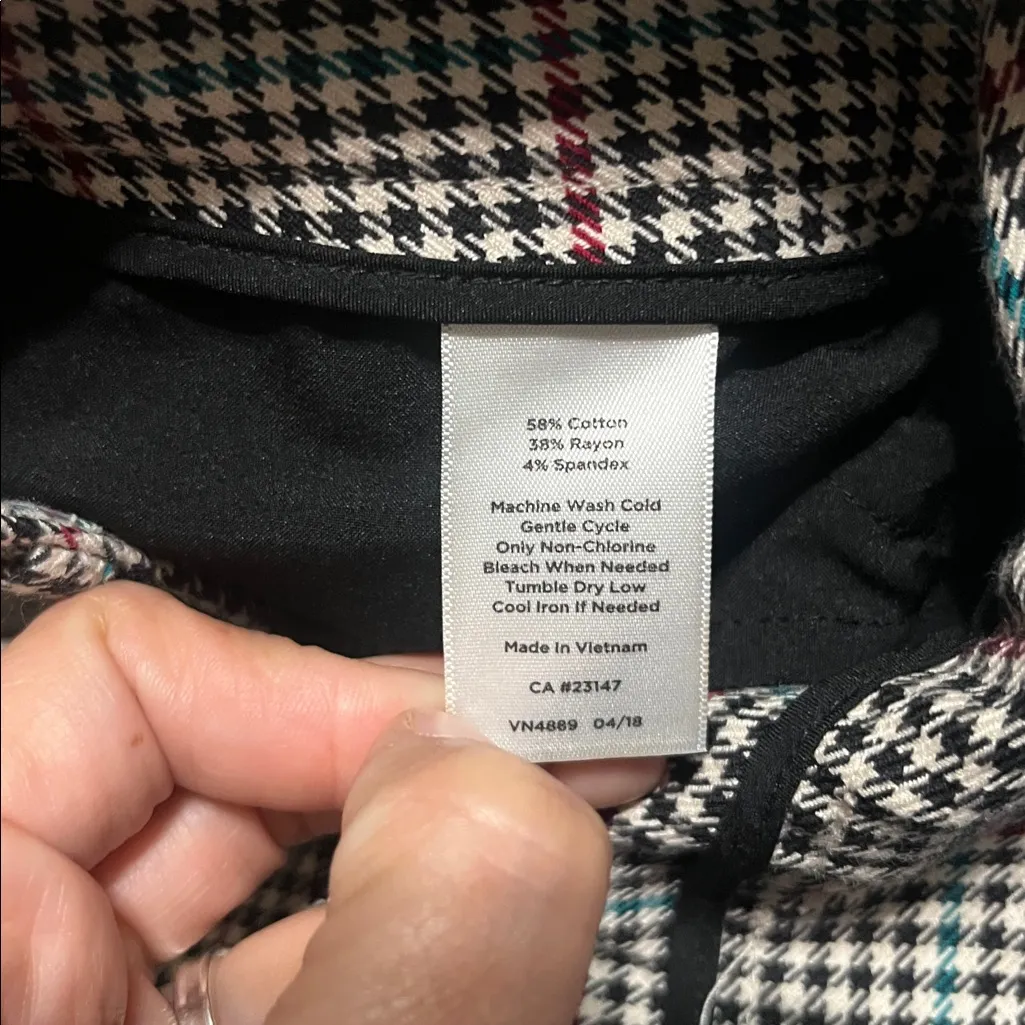 58% Cotton
38% Rayon
4% Spandex
Machine Wash Cold
Gentle Cycle
Only Non-Chlorine
Bleach When Needed
Tumble Dry Low
Cool Iron If Needed
Made In Vietnam
CA #23147
VN4889 04/18